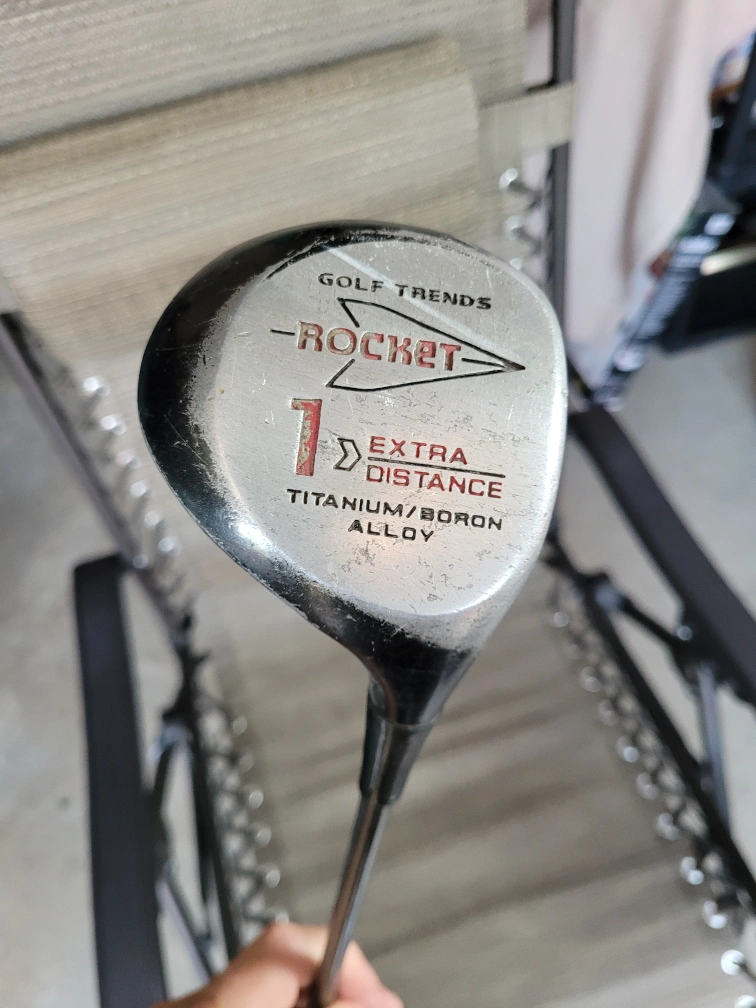 GOLF TRENDS
ROCKET
1 EXTRA
DISTANCE
TITANIUM/BORON
ALLOY